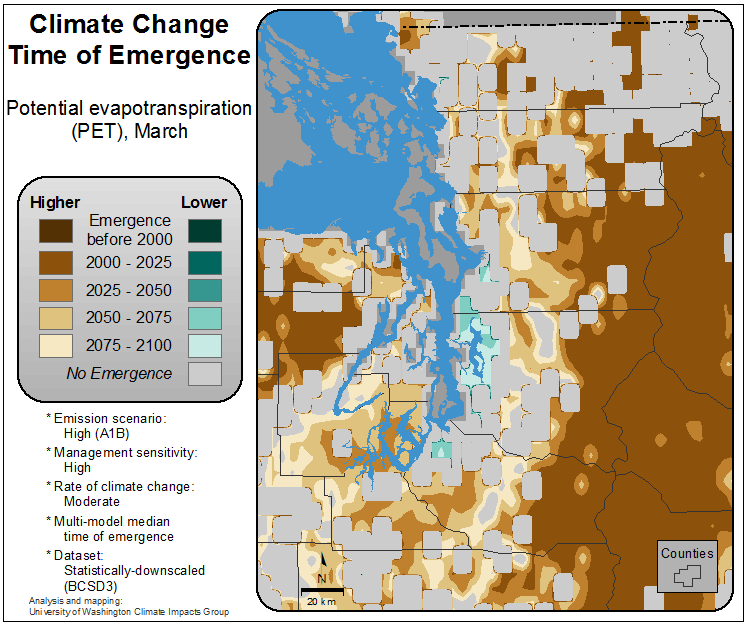 Climate Change
Time of Emergence
Potential evapotranspiration
(PET), March
Higher Lower
Emergence
before 2000
2000 - 2025
2025 - 2050
2050 - 2075
2075 - 2100
No Emergence
* Emission scenario:
High (A1B)
* Management sensitivity:
High
* Rate of climate change:
Moderate
* Multi-model median
time of emergence
* Dataset:
Statistically-downscaled
(BCSD3)
Analysis and mapping:
University of Washington Climate Impacts Group
N
20 km
Counties